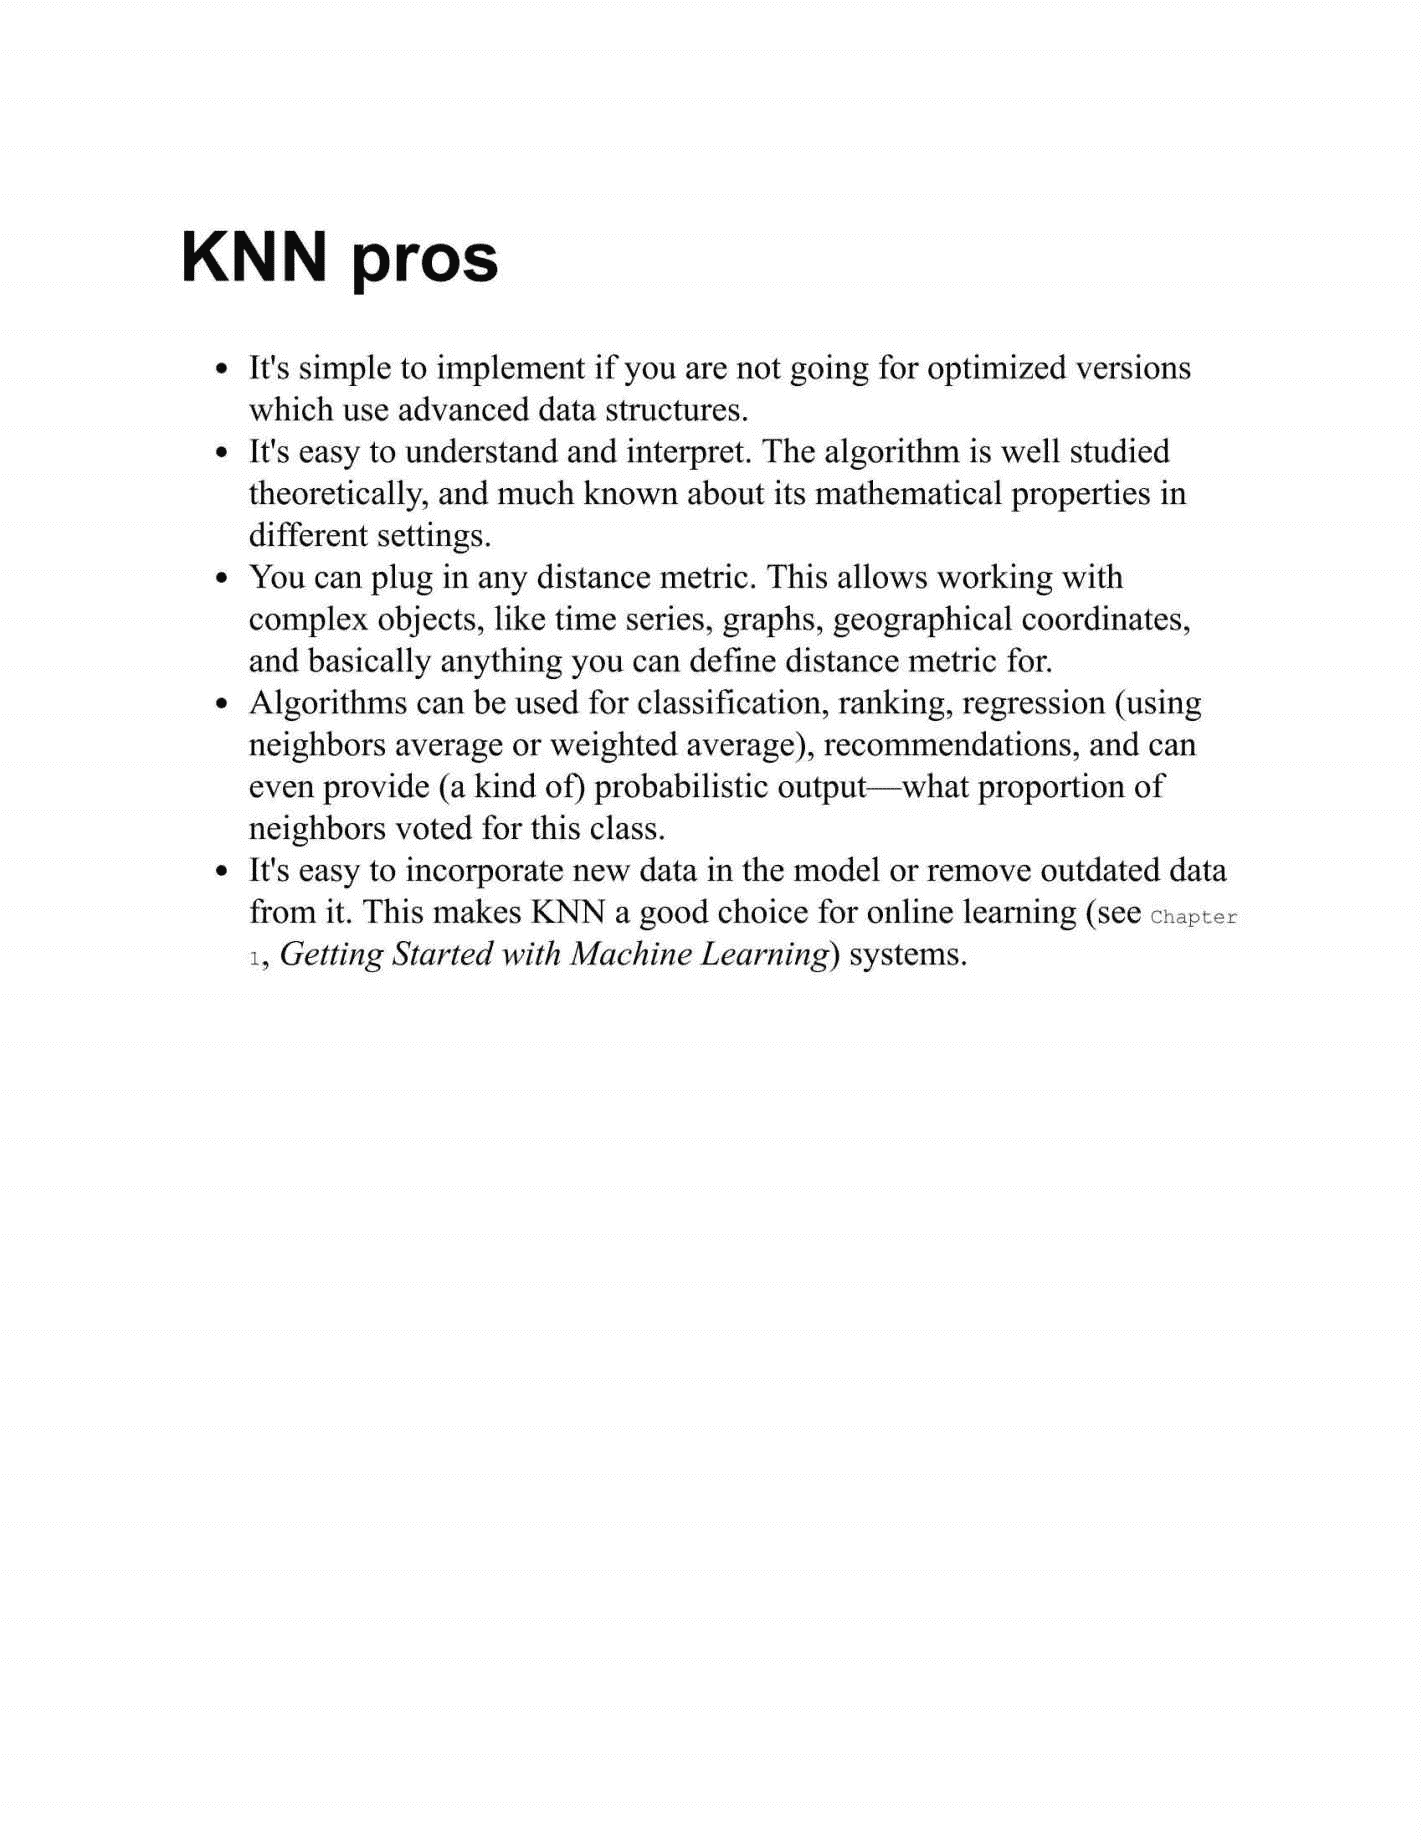 KNN pros
• It's simple to implement if you are not going for optimized versions
which use advanced data structures.
• It's easy to understand and interpret. The algorithm is well studied
theoretically, and much known about its mathematical properties in
different settings.
• You can plug in any distance metric. This allows working with
complex objects, like time series, graphs, geographical coordinates,
and basically anything you can define distance metric for.
• Algorithms can be used for classification, ranking, regression (using
neighbors average or weighted average), recommendations, and can
even provide (a kind of) probabilistic output—what proportion of
neighbors voted for this class.
• It's easy to incorporate new data in the model or remove outdated data
from it. This makes KNN a good choice for online learning (see Chapter
1, Getting Started with Machine Learning) systems.